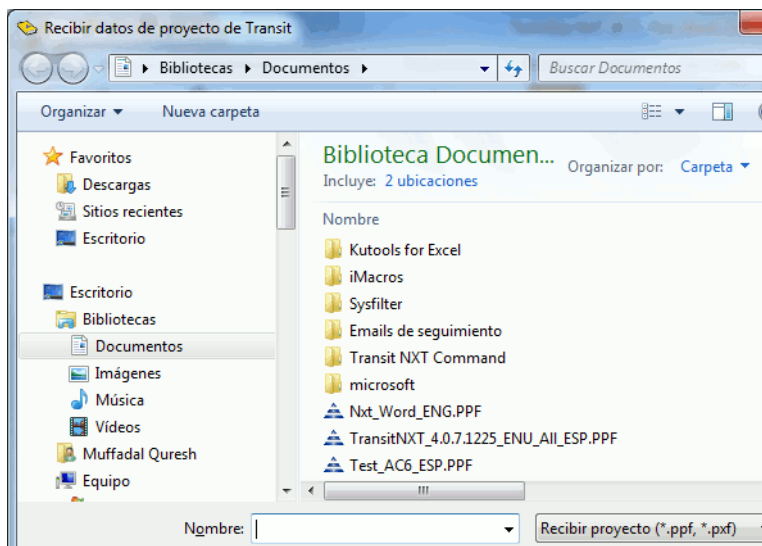 Recibir datos de proyecto de Transit
Bibliotecas Documentos
Buscar Documentos
Organizar Nueva carpeta
Favoritos
Descargas
Sitios recientes
Escritorio
Escritorio
Bibliotecas
Documentos
Imágenes
Música
Vídeos
Muffadal Quresh
Equipo
Biblioteca Documen...
Incluye: 2 ubicaciones
Organizar por: Carpeta
Nombre
Kutools for Excel
iMacros
Sysfilter
Emails de seguimiento
Transit NXT Command
microsoft
Nxt_Word_ENG.PPF
TransitNXT_4.0.7.1225_ENU_All_ESP.PPF
Test_AC6_ESP.PPF
Nombre:
Recibir proyecto (*.ppf, *.pxf)